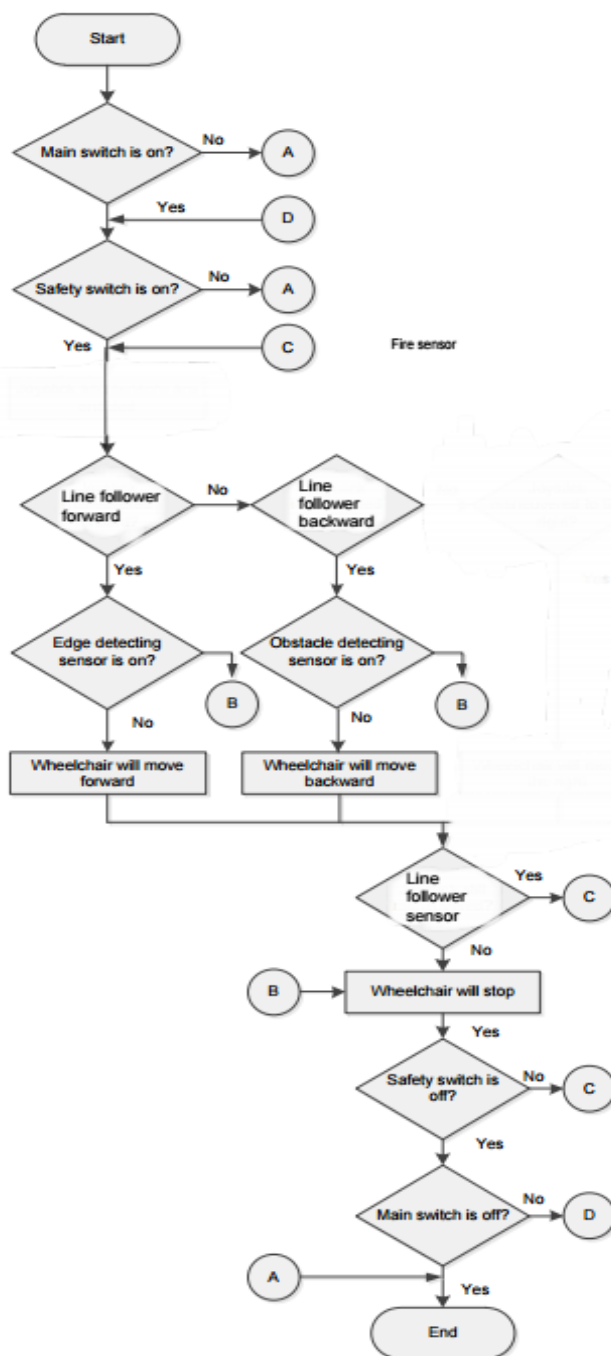 Start
Main switch is on?
No
A
Yes
D
Safety switch is on?
No
A
Yes
C
Fire sensor
Line follower
forward
No
Line
follower
backward
Yes
Yes
Edge detecting
sensor is on?
B
Obstacle detecting
sensor is on?
B
No
No
Wheelchair will move
forward
Wheelchair will move
backward
Line
follower
sensor
Yes
C
No
B
Wheelchair will stop
Yes
Safety switch is
off?
No
C
Yes
Main switch is off?
No
D
A
Yes
End